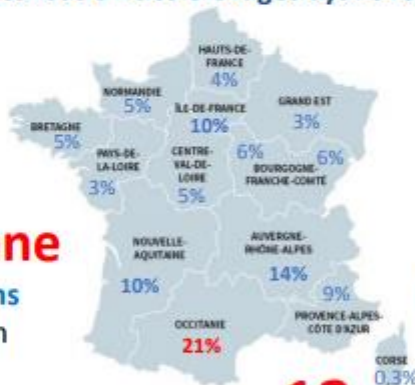 HAUTS-DE-
FRANCE
4%
NORMANDIE
5%
ÎLE-DE-FRANCE
10%
GRAND EST
3%
BRETAGNE
5%
PAYS-DE-
LA-LOIRE
3%
CENTRE-
VAL-DE-
LOIRE
5%
6%
6%
BOURGOGNE-
FRANCHE-COMTÉ
ne
ns
n
NOUVELLE-
AQUITAINE
10%
AUVERGNE-
RHÔNE-ALPES
14%
9%
PROVENCE-ALPES-
CÔTE D'AZUR
OCCITANIE
21%
CORSE
0.3%